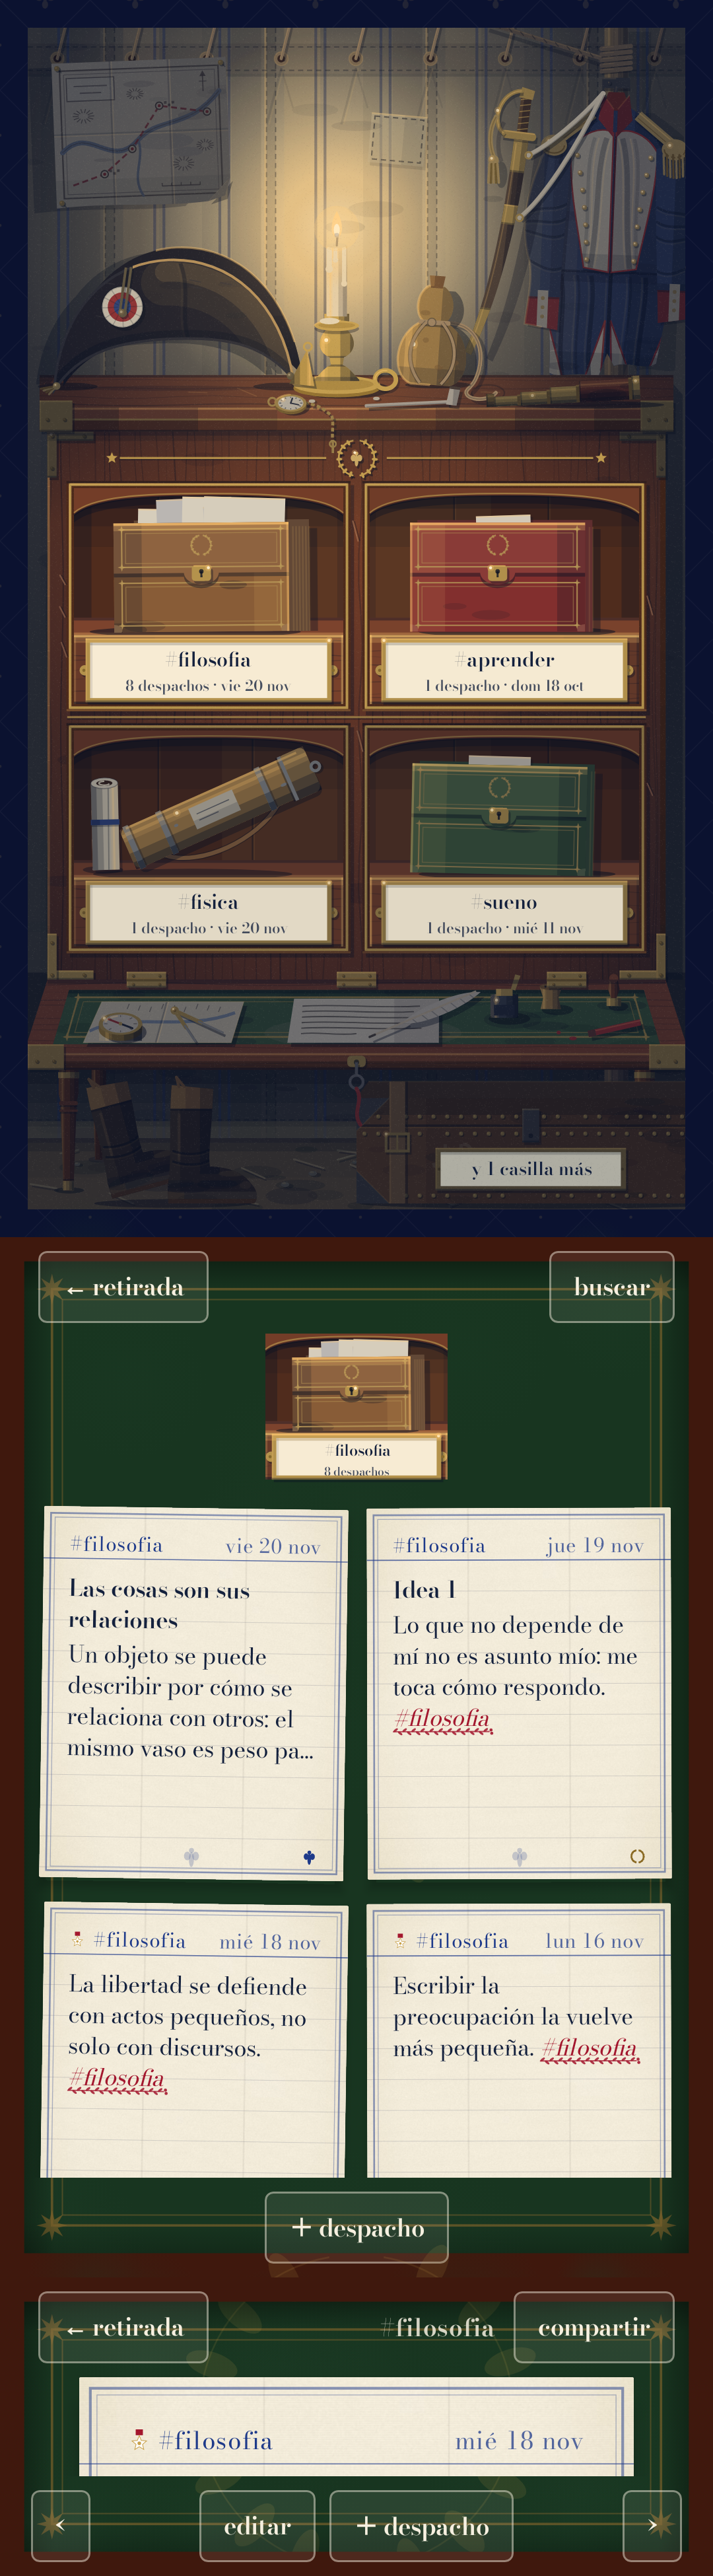 #filosofia
8 despachos · vie 20 nov
#aprender
1 despacho · dom 18 oct
#fisica
1 despacho · vie 20 nov
#sueno
1 despacho · mié 11 nov
y 1 casilla más
← retirada
buscar
#filosofia
8 despachos
#filosofia vie 20 nov
Las cosas son sus
relaciones
Un objeto se puede
describir por cómo se
relaciona con otros: el
mismo vaso es peso pa...
#filosofia jue 19 nov
Idea 1
Lo que no depende de
mí no es asunto mío: me
toca cómo respondo.
#filosofia
#filosofia mié 18 nov
La libertad se defiende
con actos pequeños, no
solo con discursos.
#filosofia
#filosofia lun 16 nov
Escribir la
preocupación la vuelve
más pequeña. #filosofia
+ despacho
← retirada
#filosofia
compartir
#filosofia mié 18 nov
editar
+ despacho